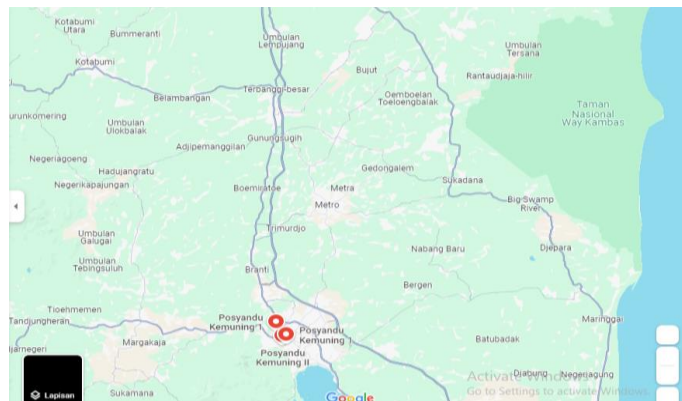 Kotabumi
Utara
Bummeranti
Umbulan
Lempujang
Umbulan
Tersana
Kotabumi
Bujut
Rantaudjaja-hilir
Terbanggi-besar
Belambangan
Oemboelan
Toeloengbalak
Taman
Nasional
Way Kambas
urunkomering
Umbulan
Ulokbalak
Gunungsugih
Adjipemanggilan
Negeriagoeng
Hadujangratu
Gedongalem
Negerikapajungan
Boemiratoe
Metra
Sukadana
Metro
Big Swamp
River
Umbulan
Galugai
Trimurdjo
Nabang Baru
Djepara
Umbulan
Tebingsuluh
Branti
Bergen
Tioehmemen
Tandjungheran
Posyandu
Kemuning 1
Posyandu
Kemuning 1
Maringgai
Margakaja
Posyandu
Kemuning II
Batubadak
djarnegeri
Djabung
Negerijagung
Activate Windows
Go to Settings to activate Windows.
Lapisan
Sukamana
Google